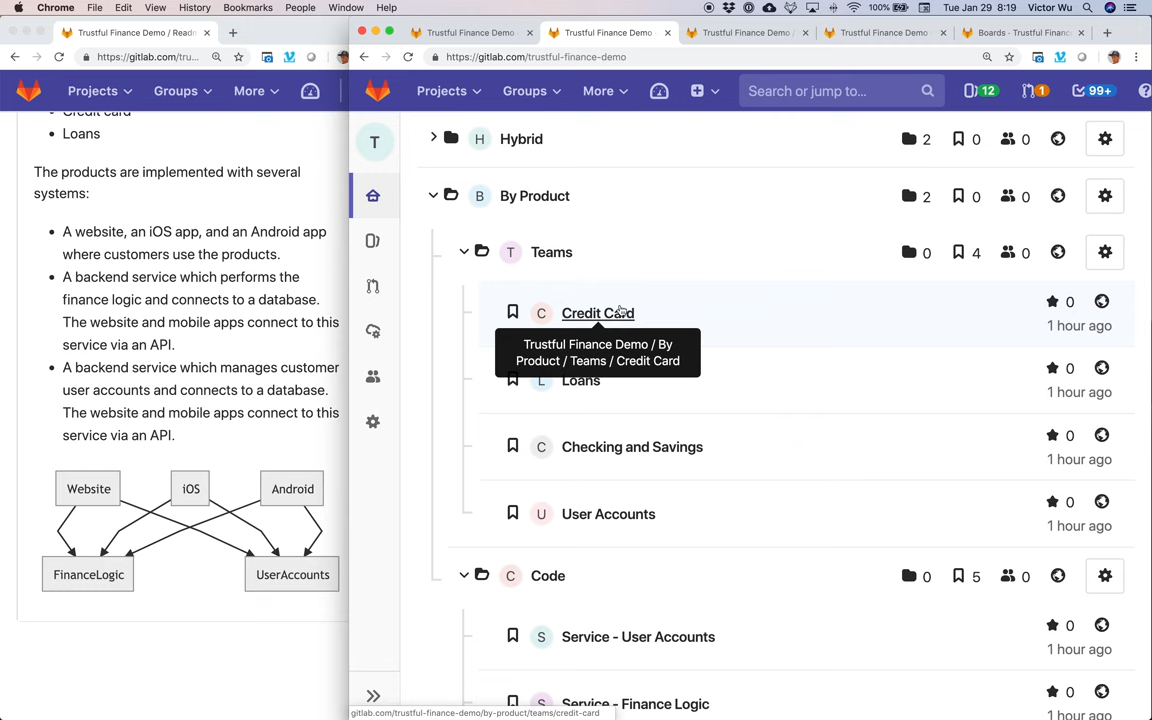 Chrome File Edit View History Bookmarks People Window Help 100% Tue Jan 29 8:19 Victor Wu
Trustful Finance Demo / Readm
https://gitlab.com/tru...
Projects Groups More
Credit card
Loans
The products are implemented with several
systems:
A website, an iOS app, and an Android app
where customers use the products.
A backend service which performs the
finance logic and connects to a database.
The website and mobile apps connect to this
service via an API.
A backend service which manages customer
user accounts and connects to a database.
The website and mobile apps connect to this
service via an API.
Website iOS Android
FinanceLogic UserAccounts
Trustful Finance Demo Trustful Finance Demo - Trustful Finance Demo / Trustful Finance Demo - Boards · Trustful Finance
https://gitlab.com/trustful-finance-demo
Projects Groups More Search or jump to... 12 1 99+
T
H Hybrid 2 0 0
B By Product 2 0 0
T Teams 0 4 0
C Credit Card 0
1 hour ago
Trustful Finance Demo / By
Product / Teams / Credit Card
L Loans 0
1 hour ago
C Checking and Savings 0
1 hour ago
U User Accounts 0
1 hour ago
C Code 0 5 0
S Service - User Accounts 0
1 hour ago
S Service - Finance Logic 0
1 hour ago
gitlab.com/trustful-finance-demo/by-product/teams/credit-card